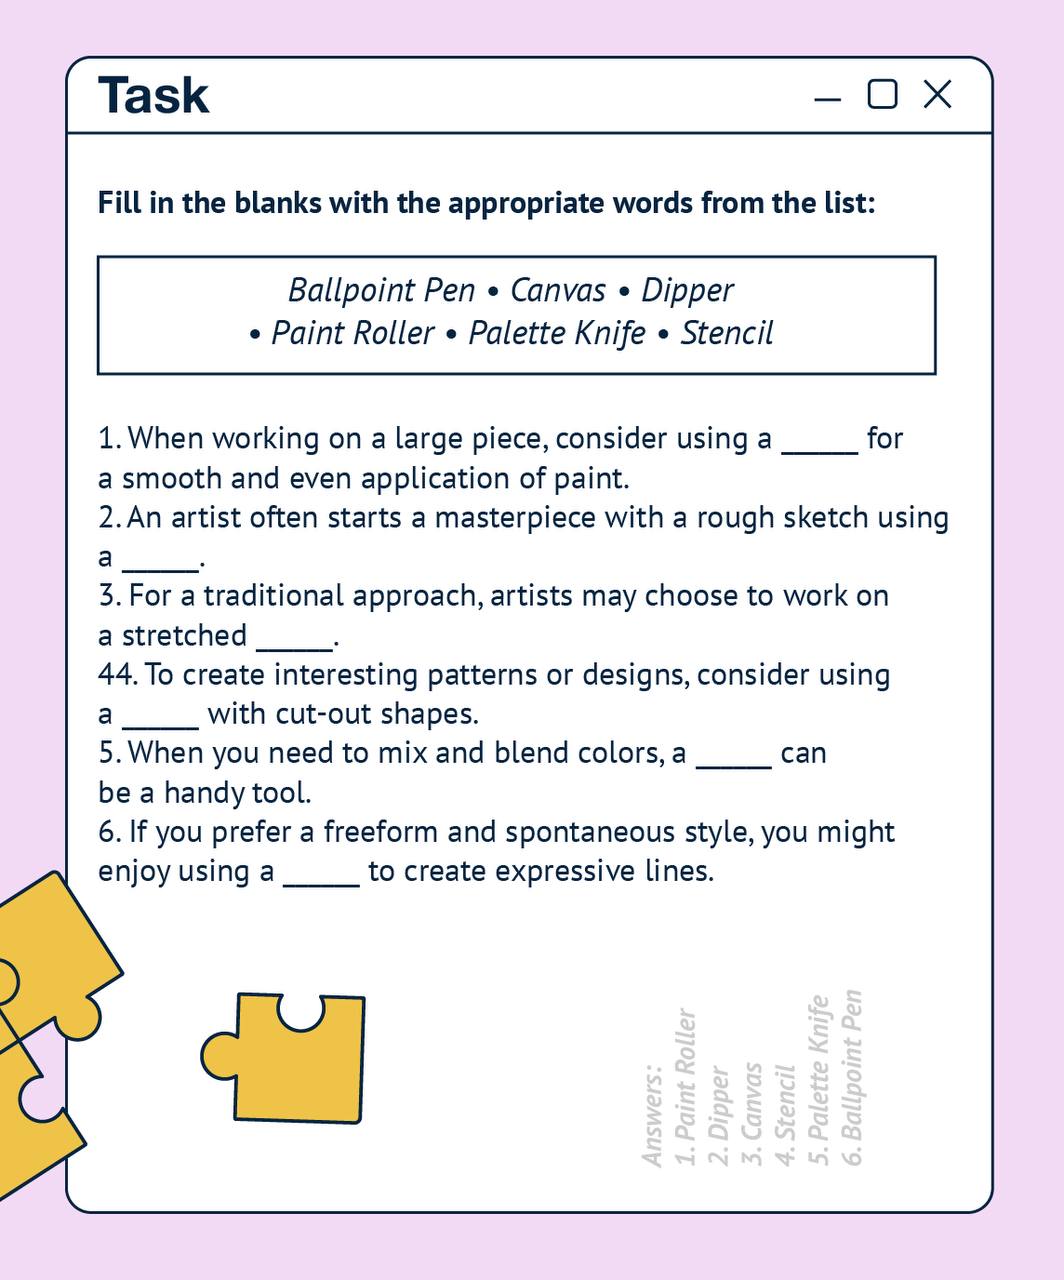 Task
Fill in the blanks with the appropriate words from the list:
Ballpoint Pen • Canvas • Dipper
• Paint Roller • Palette Knife • Stencil
1. When working on a large piece, consider using a ______ for
a smooth and even application of paint.
2. An artist often starts a masterpiece with a rough sketch using
a ______.
3. For a traditional approach, artists may choose to work on
a stretched ______.
44. To create interesting patterns or designs, consider using
a ______ with cut-out shapes.
5. When you need to mix and blend colors, a ______ can
be a handy tool.
6. If you prefer a freeform and spontaneous style, you might
enjoy using a ______ to create expressive lines.
Answers:
1. Paint Roller
2. Dipper
3. Canvas
4. Stencil
5. Palette Knife
6. Ballpoint Pen